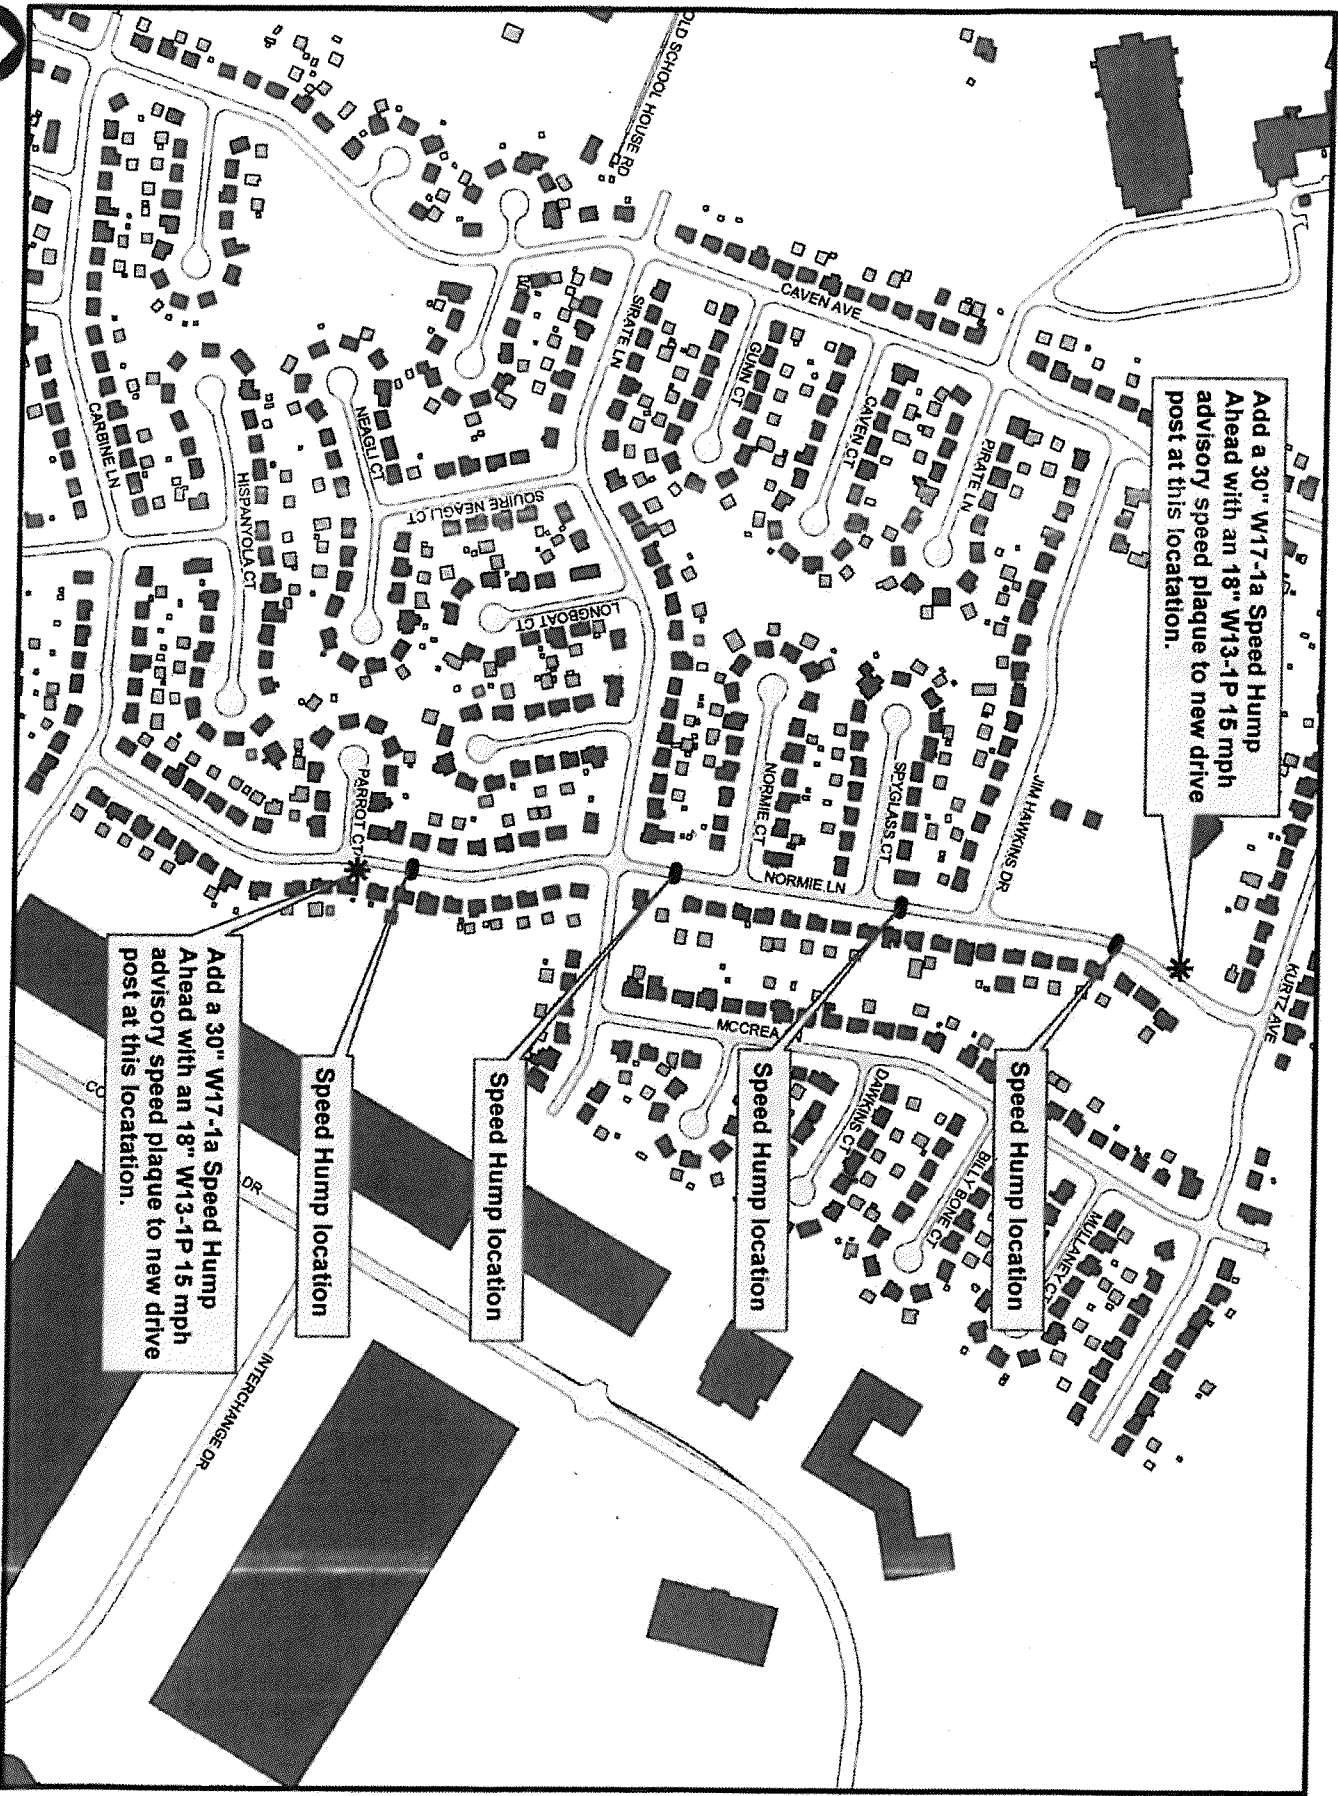 OLD SCHOOL HOUSE RD
CAVEN AVE
SIRATE LN
GUNN CT
CAVEN CT
PIRATE LN
NEAGLI CT
SQUIRE NEAGLI CT
CARBINE LN
HISPANYOLA CT
LONGBOAT CT
JIM HAWKINS DR
SPYGLASS CT
NORMIE CT
NORMIE LN
PARROT CT
KURTZ AVE
MCCREA
DAWKINS CT
BILLY BONE CT
MULLANEY CT
CO
DR
INTERCHANGE DR
Add a 30" W17-1a Speed Hump
Ahead with an 18" W13-1P 15 mph
advisory speed plaque to new drive
post at this locatation.
Speed Hump location
Speed Hump location
Speed Hump location
Speed Hump location
Add a 30" W17-1a Speed Hump
Ahead with an 18" W13-1P 15 mph
advisory speed plaque to new drive
post at this locatation.